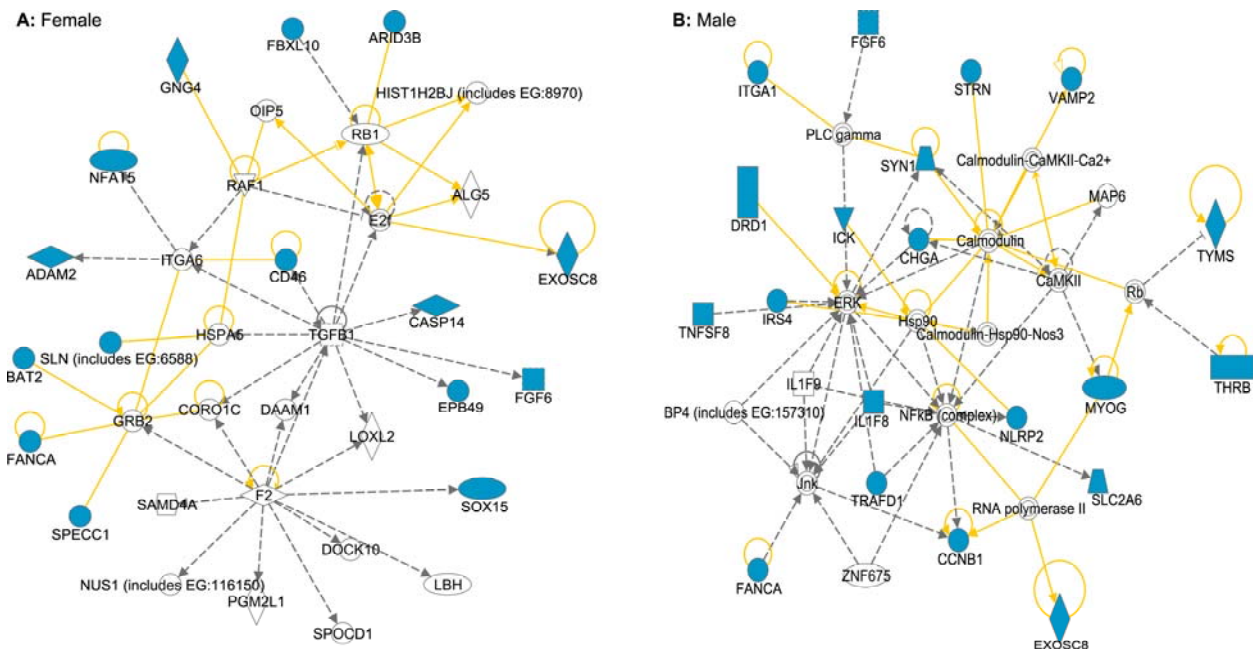 A: Female
FBXL10
ARID3B
GNG4
HIST1H2BJ (includes EG:8970)
OIP5
RB1
NFAT5
RAF1
ALG5
E2f
ADAM2
ITGA6
CD46
EXOSC8
CASP14
HSPA5
TGFB1
SLN (includes EG:6588)
BAT2
EPB49
FGF6
GRB2
CORO1C
DAAM1
LOXL2
FANCA
SAMD4A
F2
SOX15
SPECC1
DOCK10
NUS1 (includes EG:116150)
PGM2L1
LBH
SPOCD1
B: Male
FGF6
ITGA1
STRN
VAMP2
PLC gamma
SYN1
Calmodulin-CaMKII-Ca2+
MAP6
DRD1
ICK
CHGA
Calmodulin
TYMS
CaMKII
Rb
ERK
TNFSF8
IRS4
Hsp90
Calmodulin-Hsp90-Nos3
THRB
IL1F9
MYOG
BP4 (includes EG:157310)
IL1F8
NFkB (complex)
NLRP2
Jnk
TRAFD1
SLC2A6
RNA polymerase II
CCNB1
FANCA
ZNF675
EXOSC8